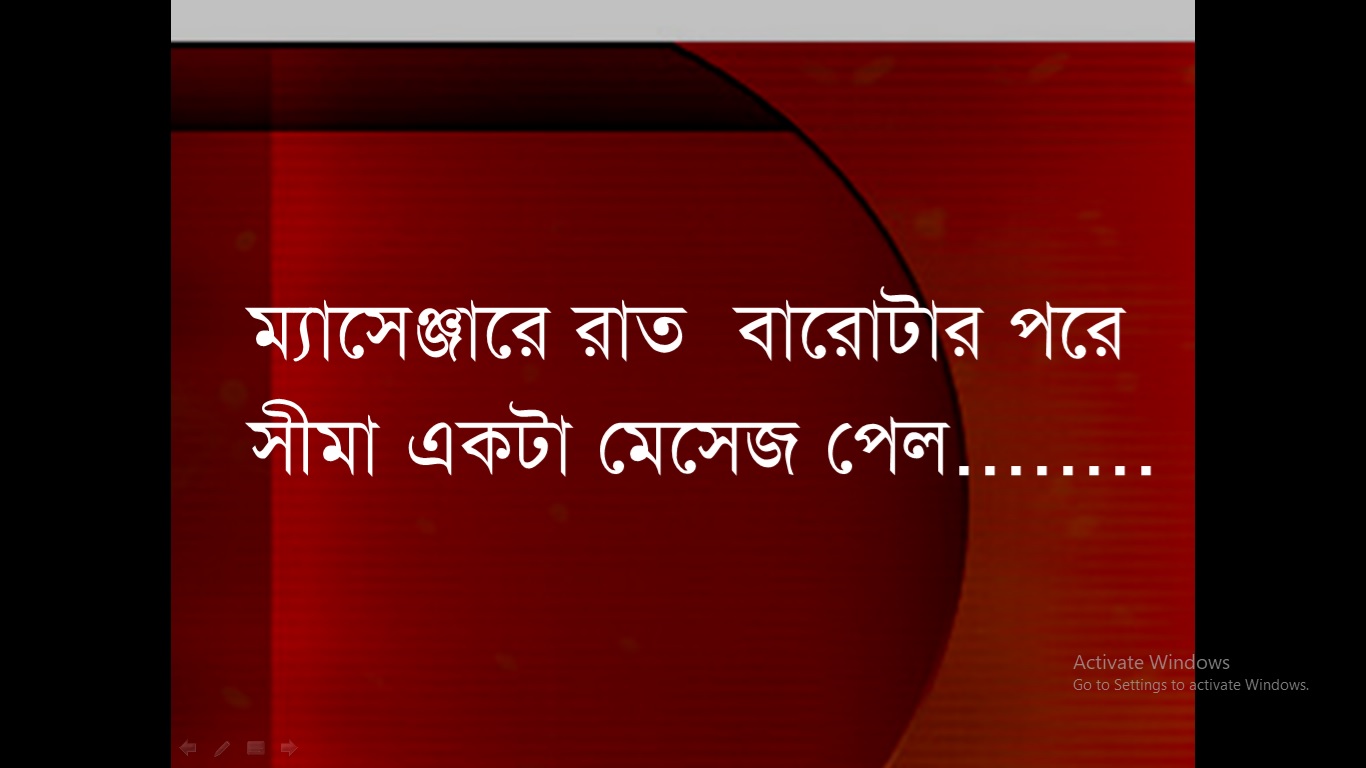 ম্যাসেঞ্জারে রাত  বারোটার পরে
সীমা একটা মেসেজ পেল........
Activate Windows
Go to Settings to activate Windows.